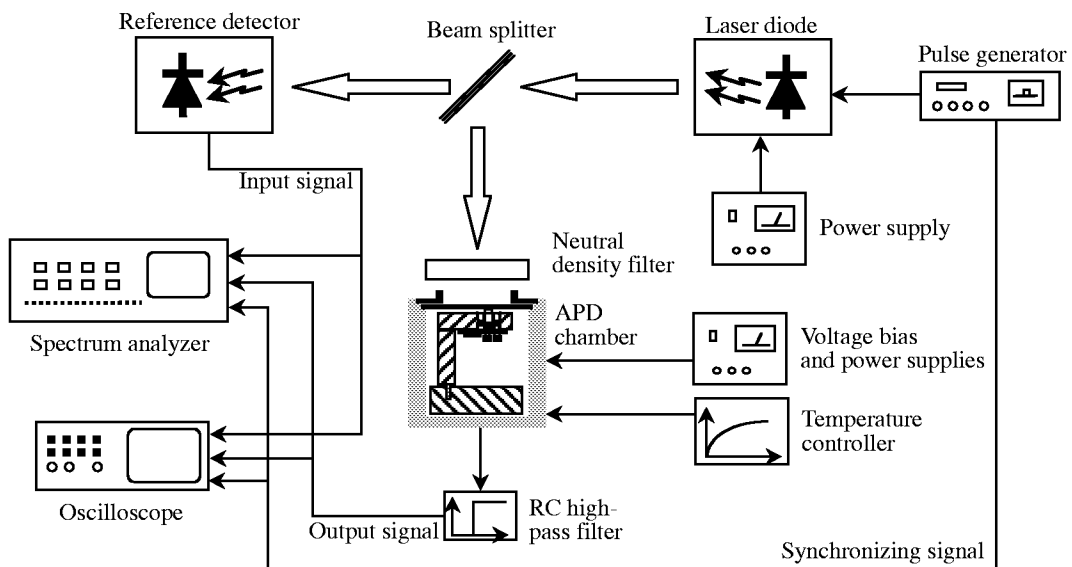 Reference detector
Beam splitter
Laser diode
Pulse generator
Input signal
Power supply
Neutral
density filter
Spectrum analyzer
APD
chamber
Voltage bias
and power supplies
Temperature
controller
Oscilloscope
Output signal
RC high-
pass filter
Synchronizing signal